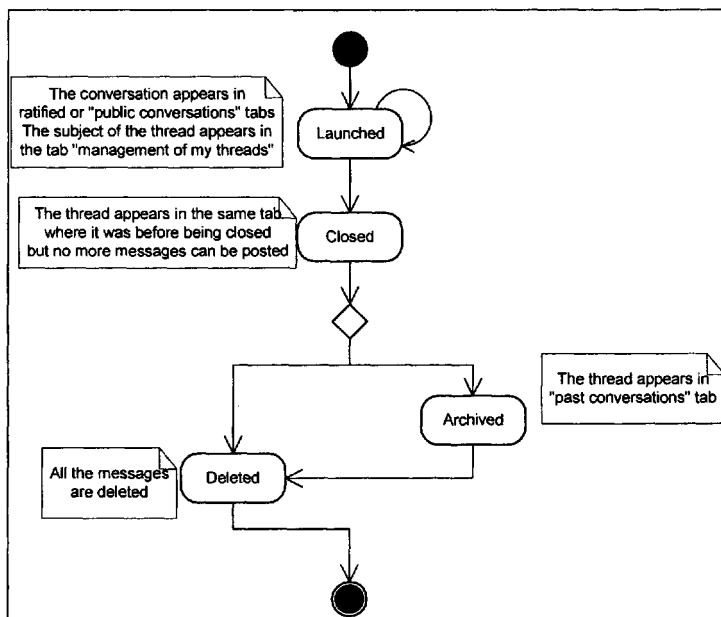 The conversation appears in
ratified or "public conversations" tabs
The subject of the thread appears in
the tab "management of my threads"
Launched
The thread appears in the same tab
where it was before being closed
but no more messages can be posted
Closed
The thread appears in
"past conversations" tab
Archived
All the messages
are deleted
Deleted